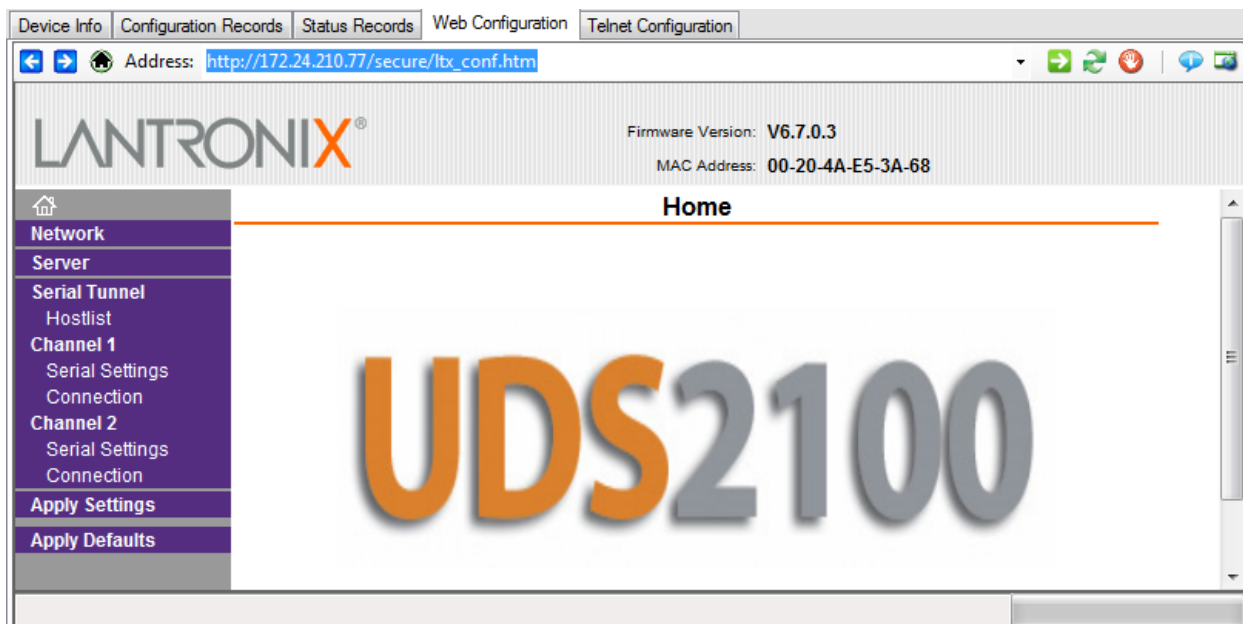 Device Info Configuration Records Status Records Web Configuration Telnet Configuration
Address: http://172.24.210.77/secure/ltx_conf.htm
LANTRONIX®
Firmware Version: V6.7.0.3
MAC Address: 00-20-4A-E5-3A-68
Home
Network
Server
Serial Tunnel
Hostlist
Channel 1
Serial Settings
Connection
Channel 2
Serial Settings
Connection
Apply Settings
Apply Defaults
UDS2100